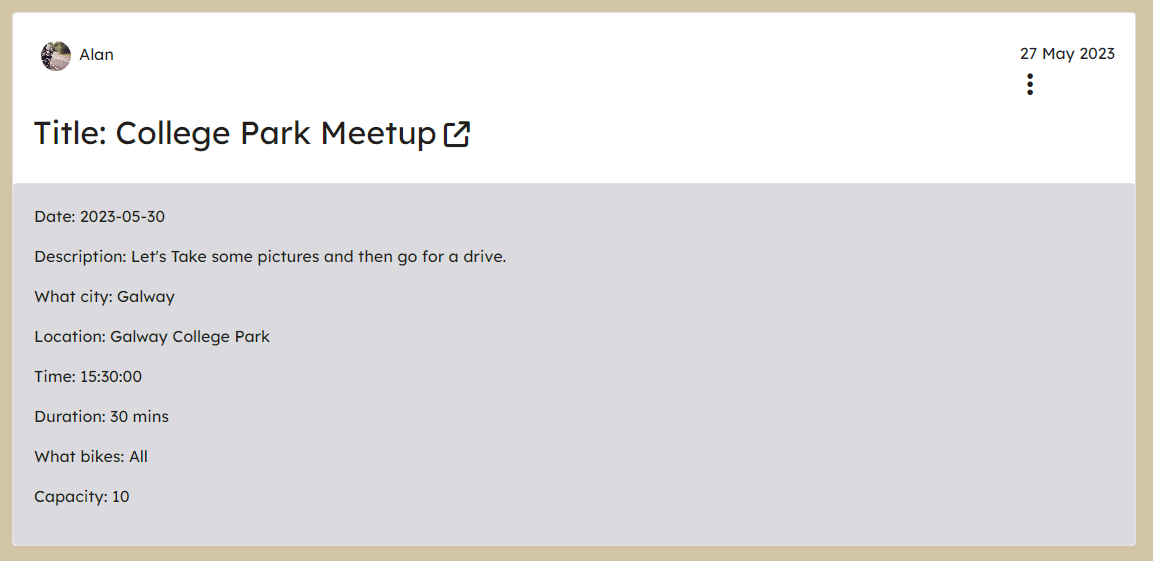 Alan
27 May 2023
Title: College Park Meetup
Date: 2023-05-30
Description: Let's Take some pictures and then go for a drive.
What city: Galway
Location: Galway College Park
Time: 15:30:00
Duration: 30 mins
What bikes: All
Capacity: 10